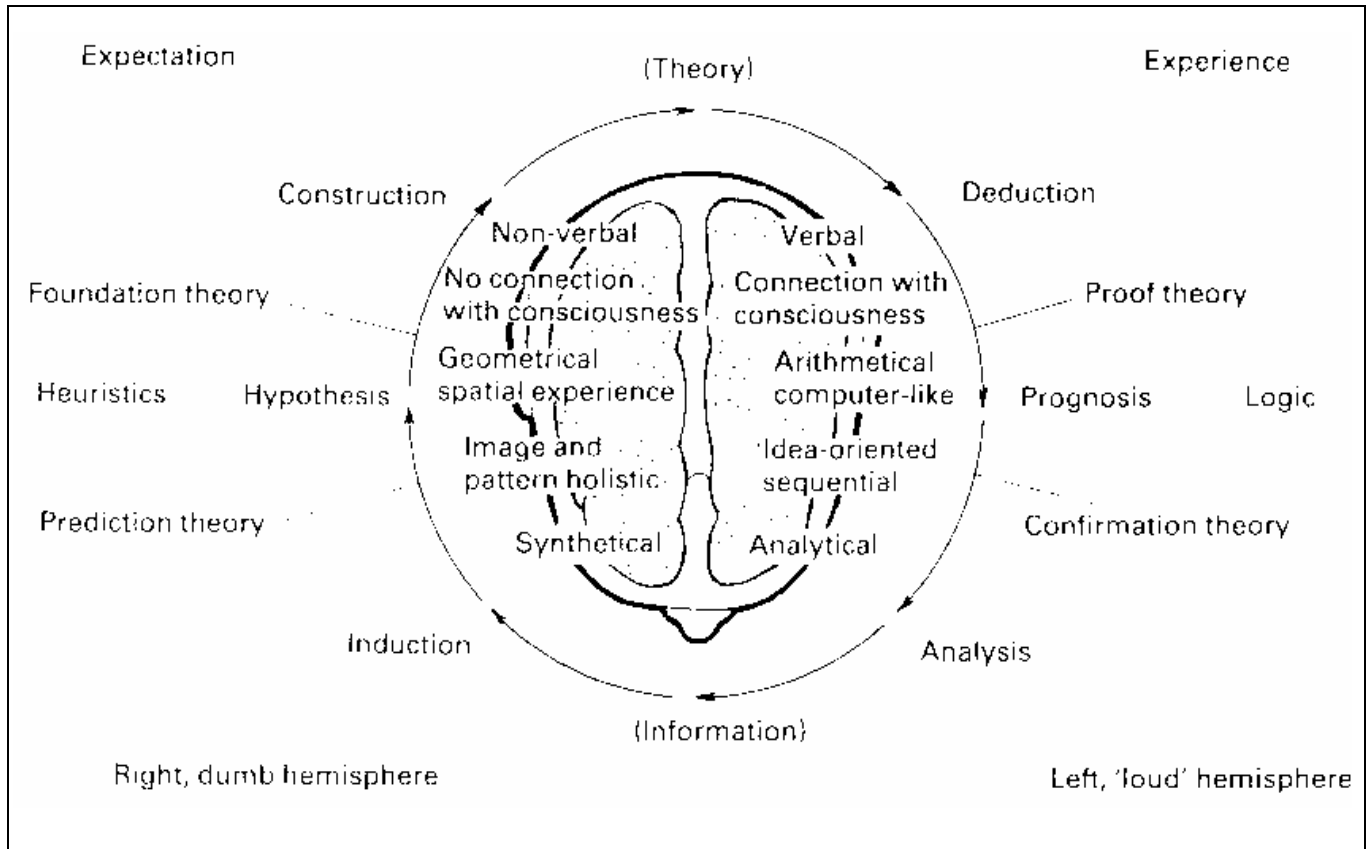 Expectation
(Theory)
Experience
Construction
Deduction
Non-verbal
Verbal
No connection
with consciousness
Connection with
consciousness
Foundation theory
Proof theory
Geometrical
spatial experience
Arithmetical
computer-like
Heuristics
Hypothesis
Prognosis
Logic
Image and
pattern holistic
Idea-oriented
sequential
Prediction theory
Confirmation theory
Synthetical
Analytical
Induction
Analysis
(Information)
Right, dumb hemisphere
Left, 'loud' hemisphere